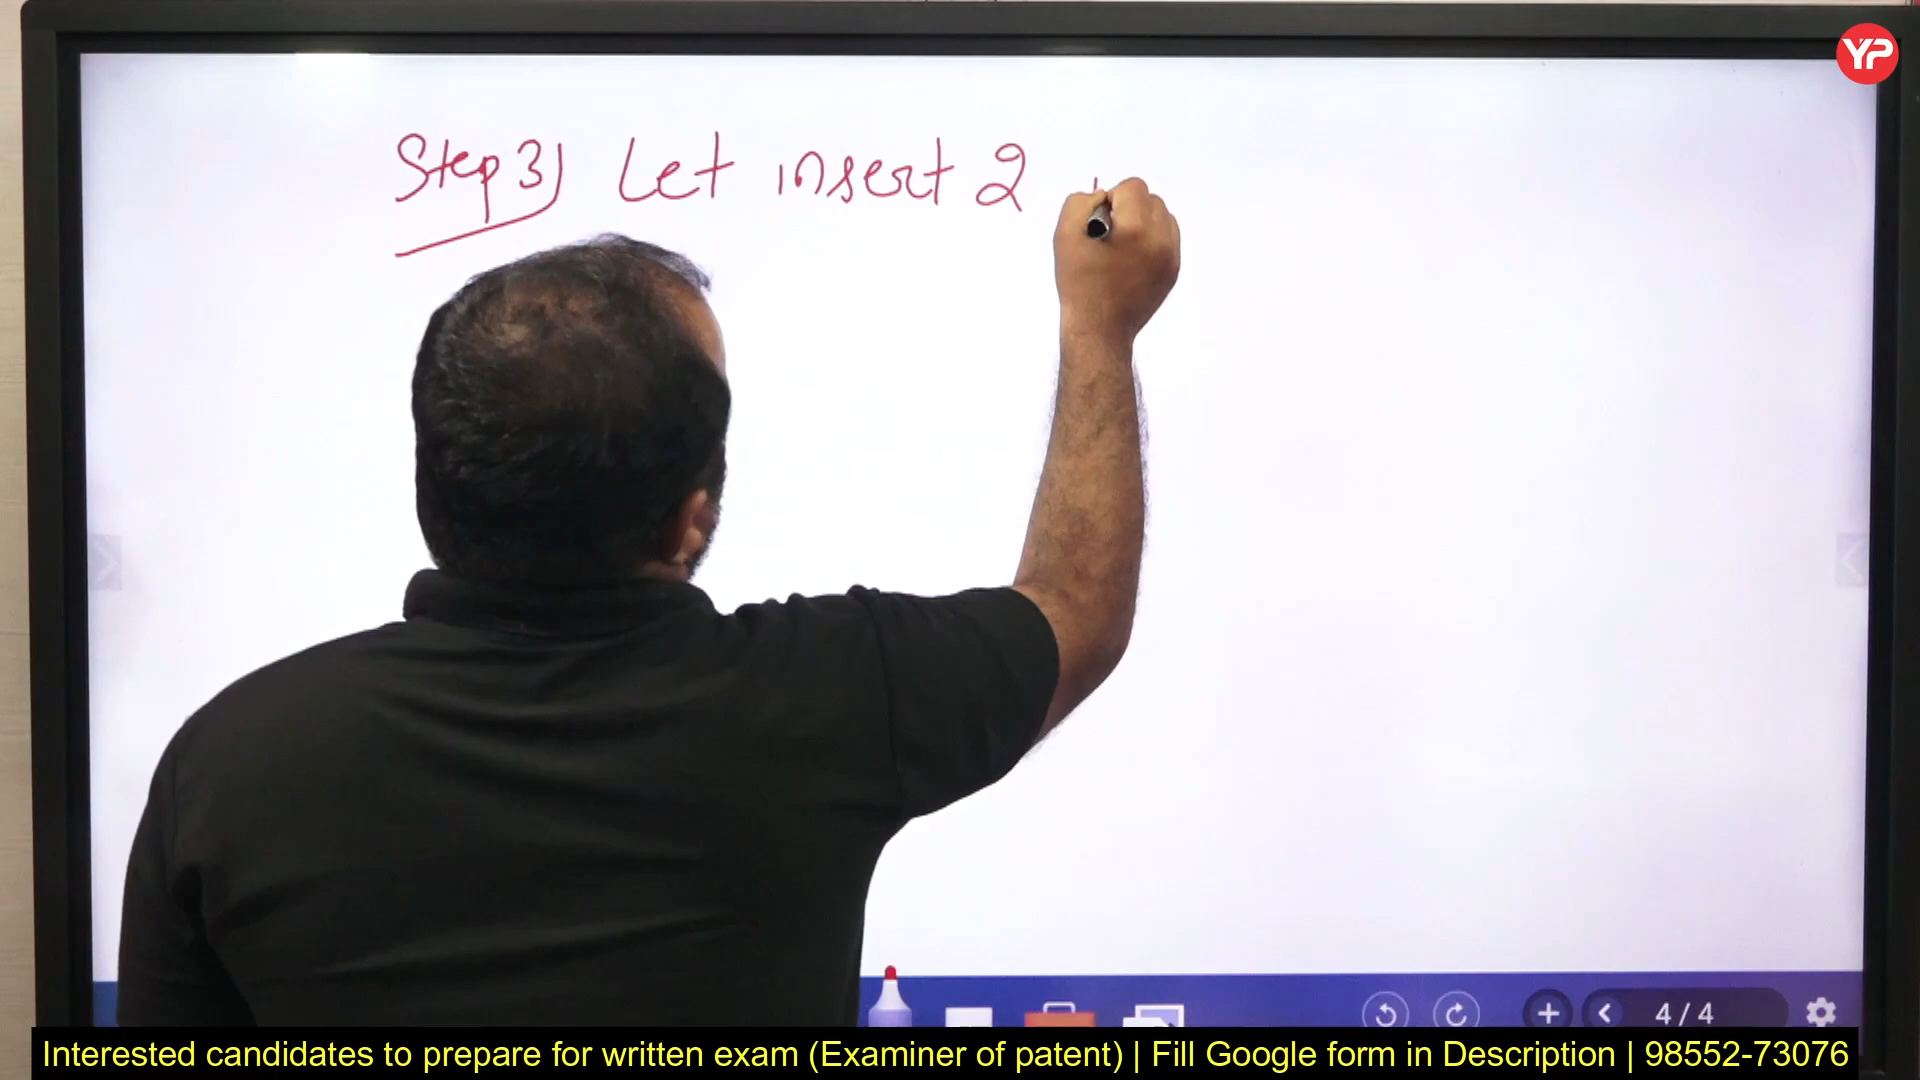 YP
Step 3) Let insert 2
4 / 4
Interested candidates to prepare for written exam (Examiner of patent) | Fill Google form in Description | 98552-73076